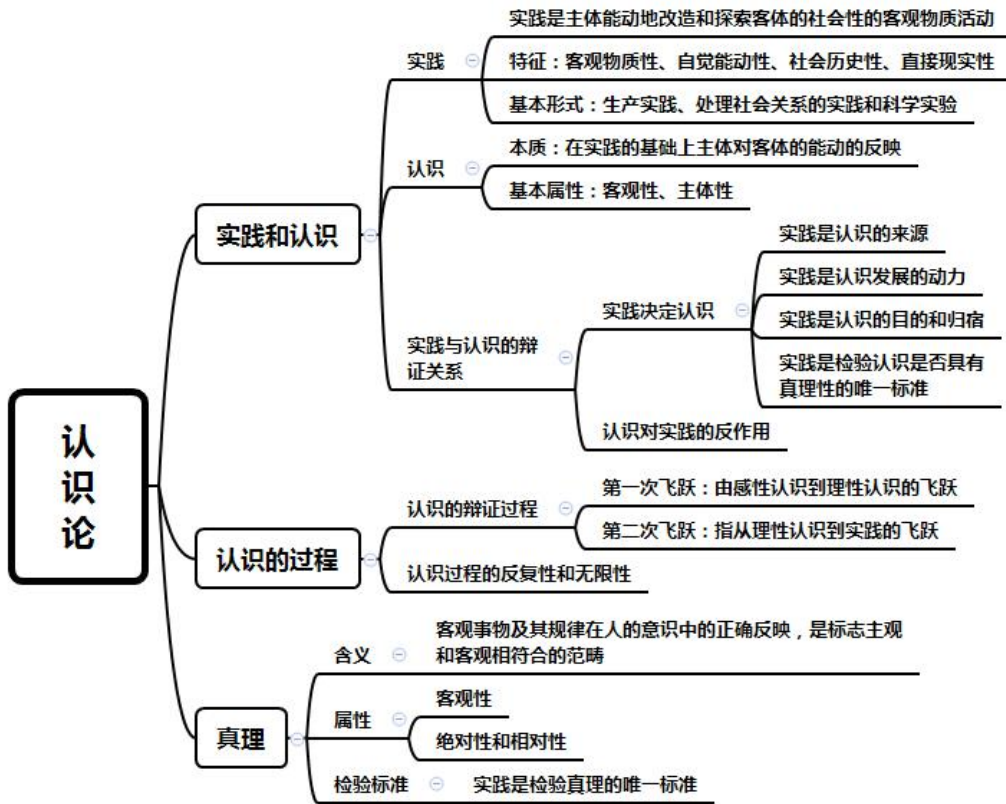 认
识
论
实践和认识
实践
实践是主体能动地改造和探索客体的社会性的客观物质活动
特征：客观物质性、自觉能动性、社会历史性、直接现实性
基本形式：生产实践、处理社会关系的实践和科学实验
认识
本质：在实践的基础上主体对客体的能动的反映
基本属性：客观性、主体性
实践与认识的辩
证关系
实践决定认识
实践是认识的来源
实践是认识发展的动力
实践是认识的目的和归宿
实践是检验认识是否具有
真理性的唯一标准
认识对实践的反作用
认识的过程
认识的辩证过程
第一次飞跃：由感性认识到理性认识的飞跃
第二次飞跃：指从理性认识到实践的飞跃
认识过程的反复性和无限性
真理
含义
客观事物及其规律在人的意识中的正确反映，是标志主观
和客观相符合的范畴
属性
客观性
绝对性和相对性
检验标准
实践是检验真理的唯一标准